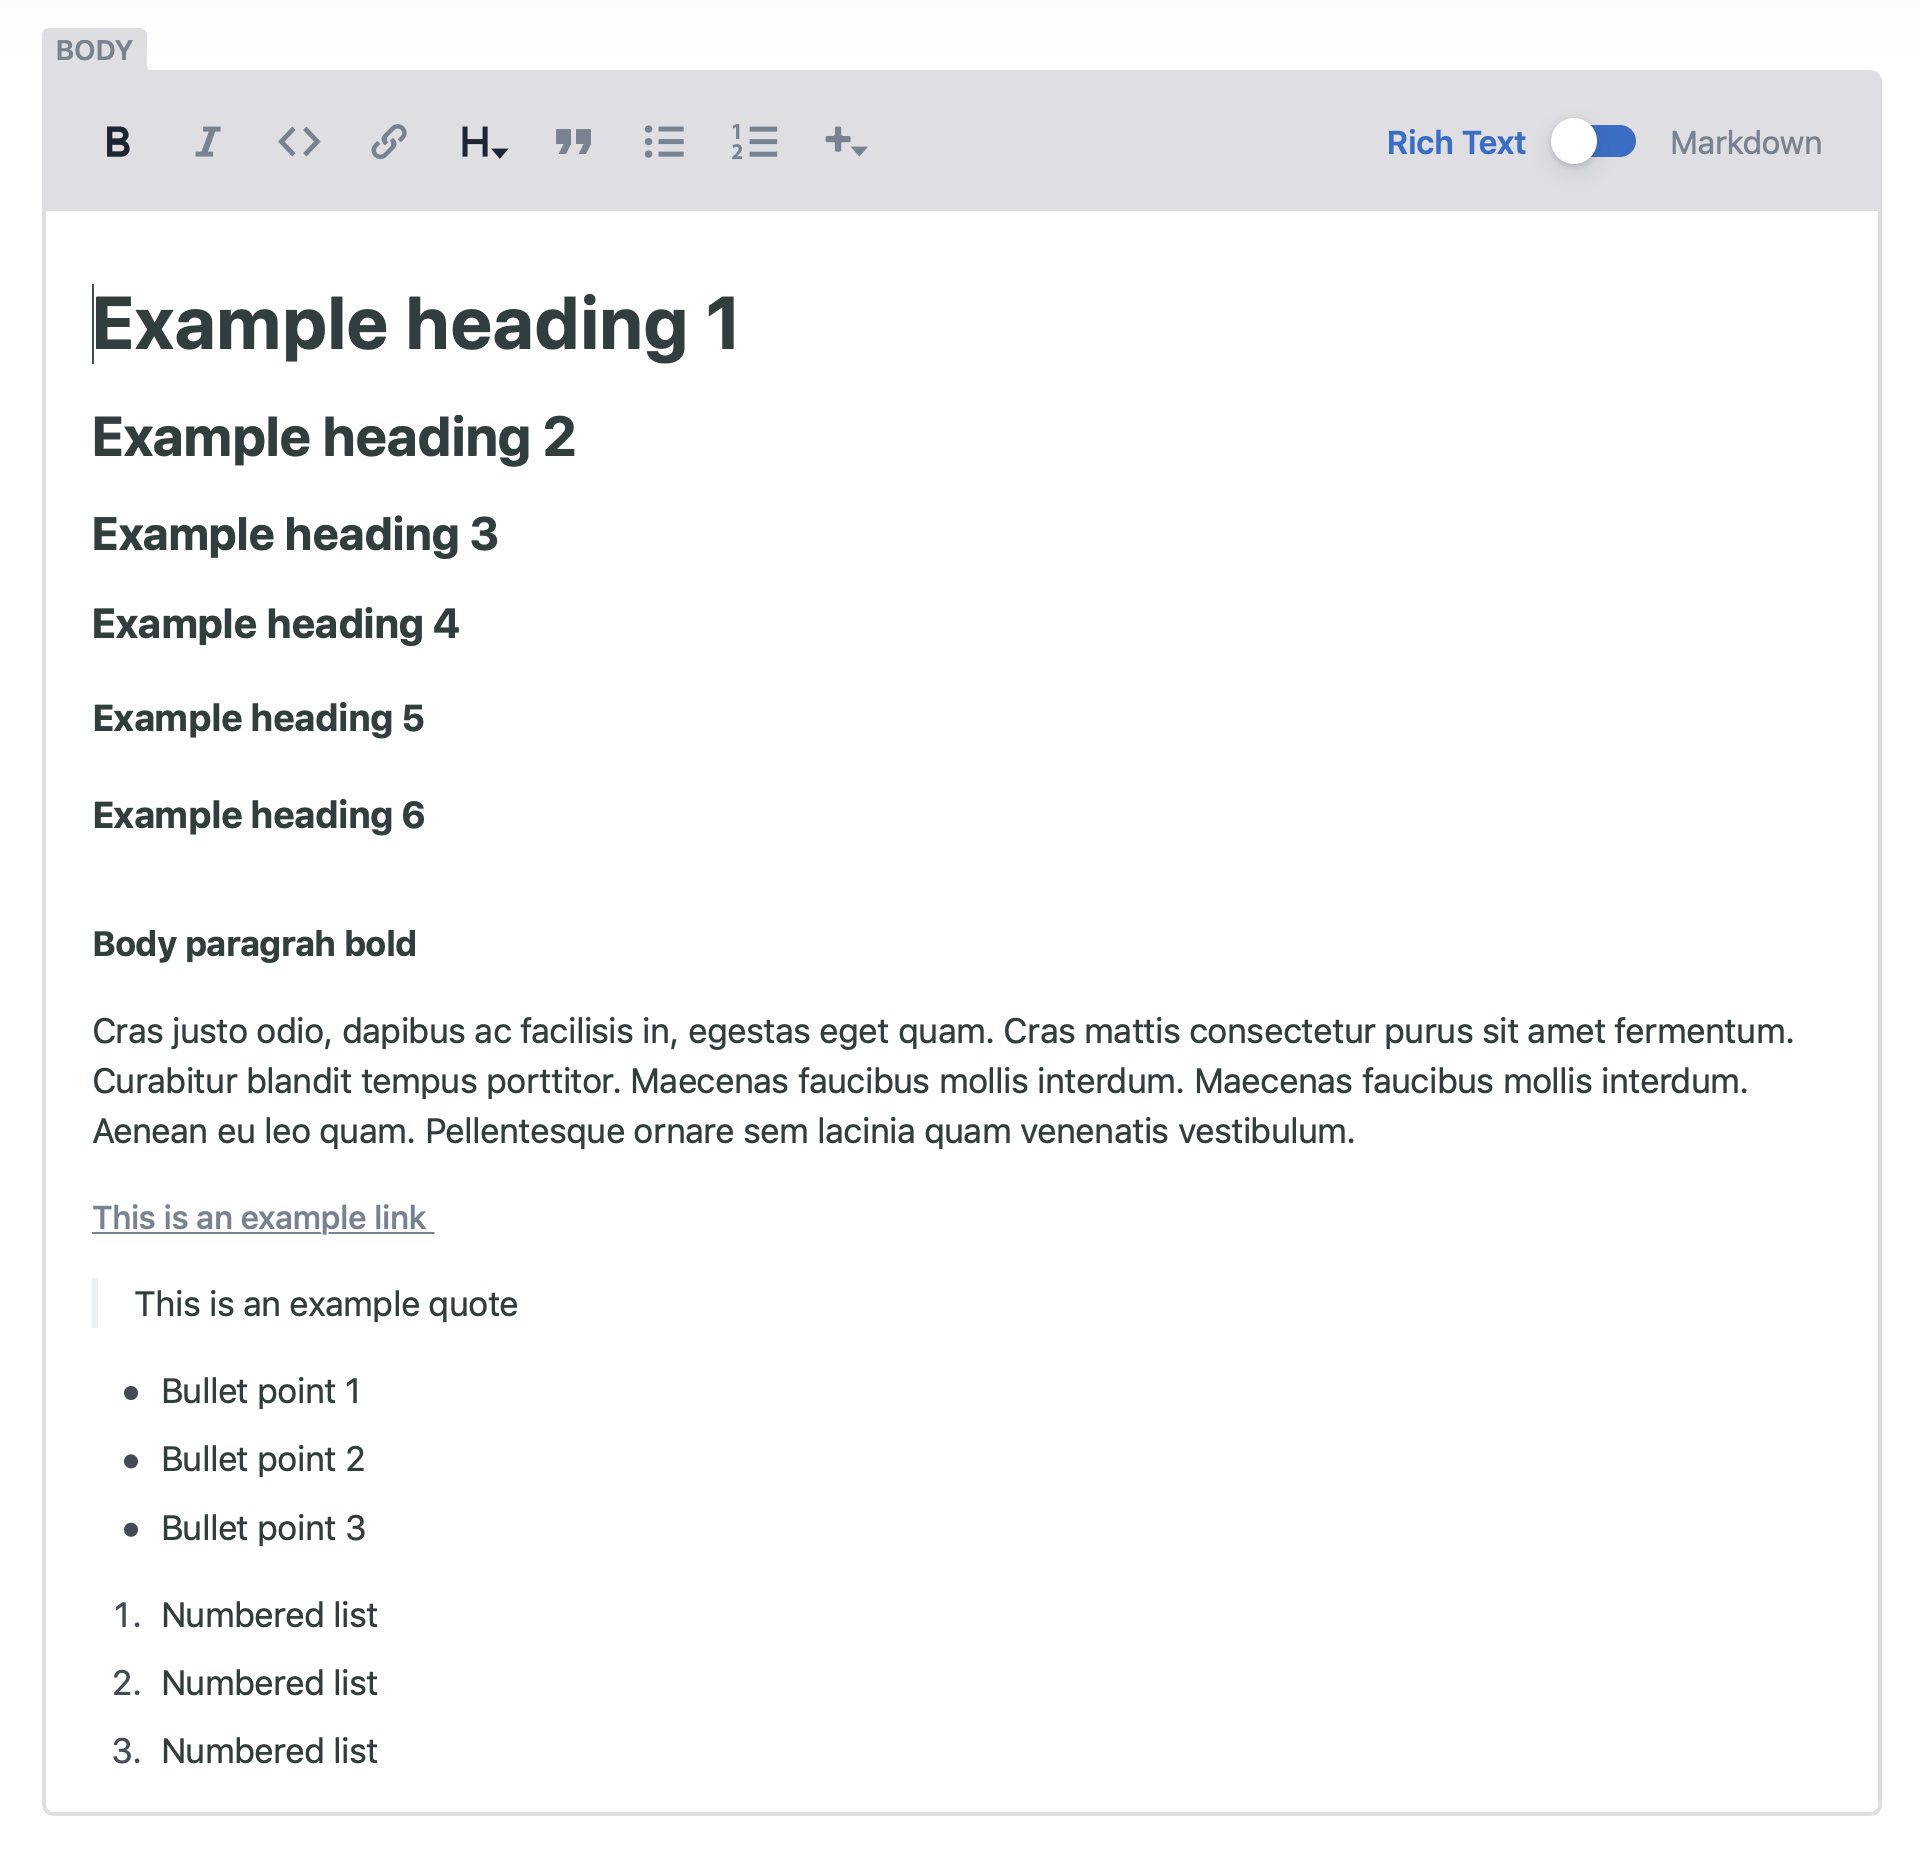 BODY
B I <> H 1 2 + Rich Text Markdown
Example heading 1
Example heading 2
Example heading 3
Example heading 4
Example heading 5
Example heading 6
Body paragrah bold
Cras justo odio, dapibus ac facilisis in, egestas eget quam. Cras mattis consectetur purus sit amet fermentum.
Curabitur blandit tempus porttitor. Maecenas faucibus mollis interdum. Maecenas faucibus mollis interdum.
Aenean eu leo quam. Pellentesque ornare sem lacinia quam venenatis vestibulum.
This is an example link
This is an example quote
• Bullet point 1
• Bullet point 2
• Bullet point 3
1. Numbered list
2. Numbered list
3. Numbered list